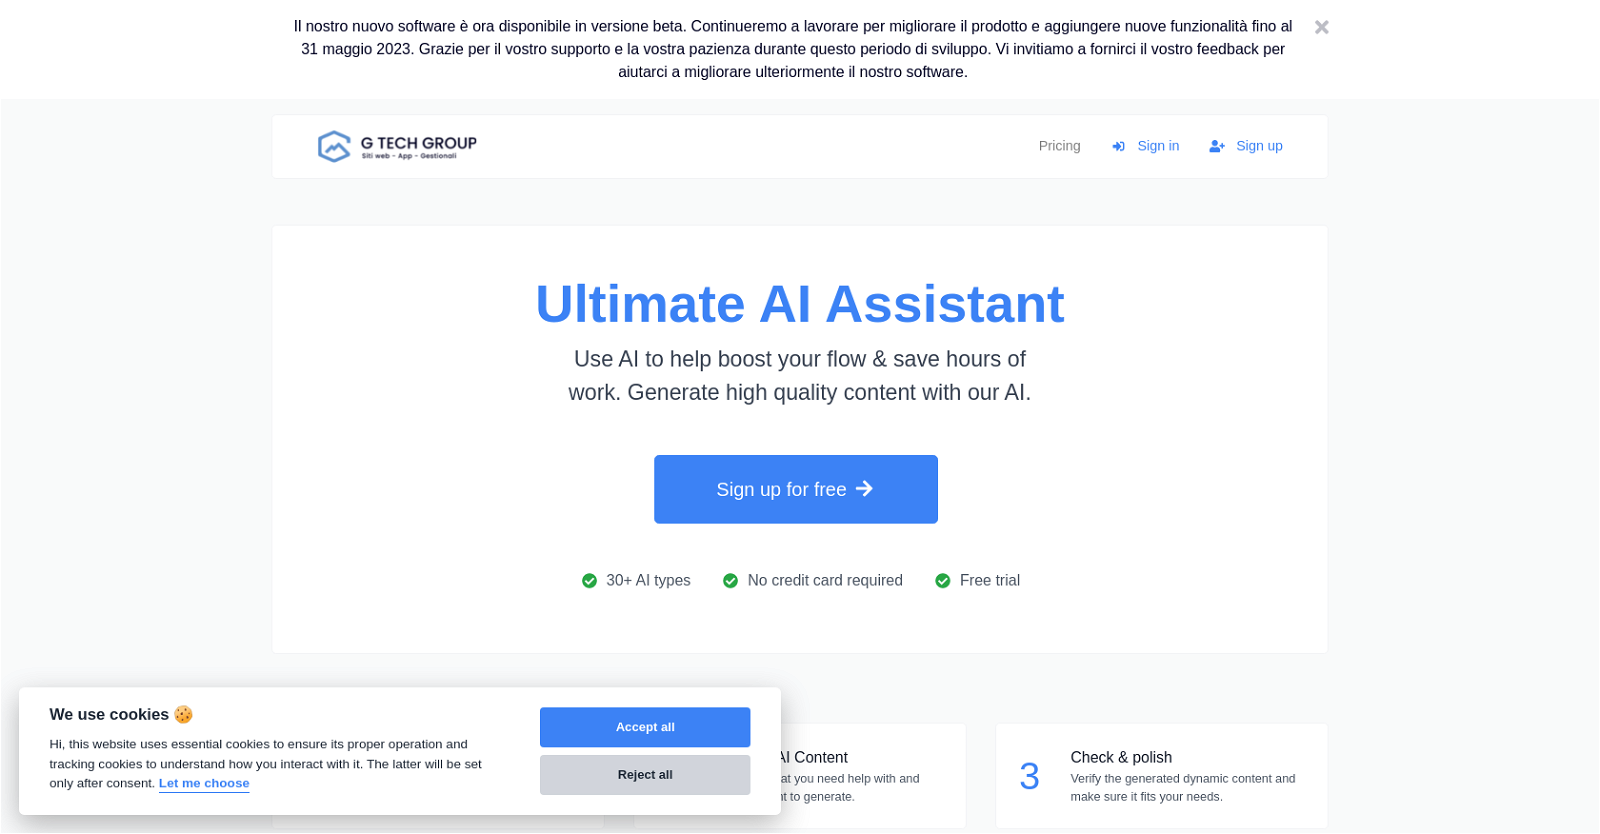 Il nostro nuovo software è ora disponibile in versione beta. Continueremo a lavorare per migliorare il prodotto e aggiungere nuove funzionalità fino al
31 maggio 2023. Grazie per il vostro supporto e la vostra pazienza durante questo periodo di sviluppo. Vi invitiamo a fornirci il vostro feedback per
aiutarci a migliorare ulteriormente il nostro software.
G TECH GROUP
Siti web - App - Gestionali
Pricing
Sign in
Sign up
Ultimate AI Assistant
Use AI to help boost your flow & save hours of
work. Generate high quality content with our AI.
Sign up for free
30+ AI types
No credit card required
Free trial
We use cookies
Hi, this website uses essential cookies to ensure its proper operation and
tracking cookies to understand how you interact with it. The latter will be set
only after consent. Let me choose
Accept all
Reject all
AI Content
you need help with and
to generate.
3
Check & polish
Verify the generated dynamic content and
make sure it fits your needs.